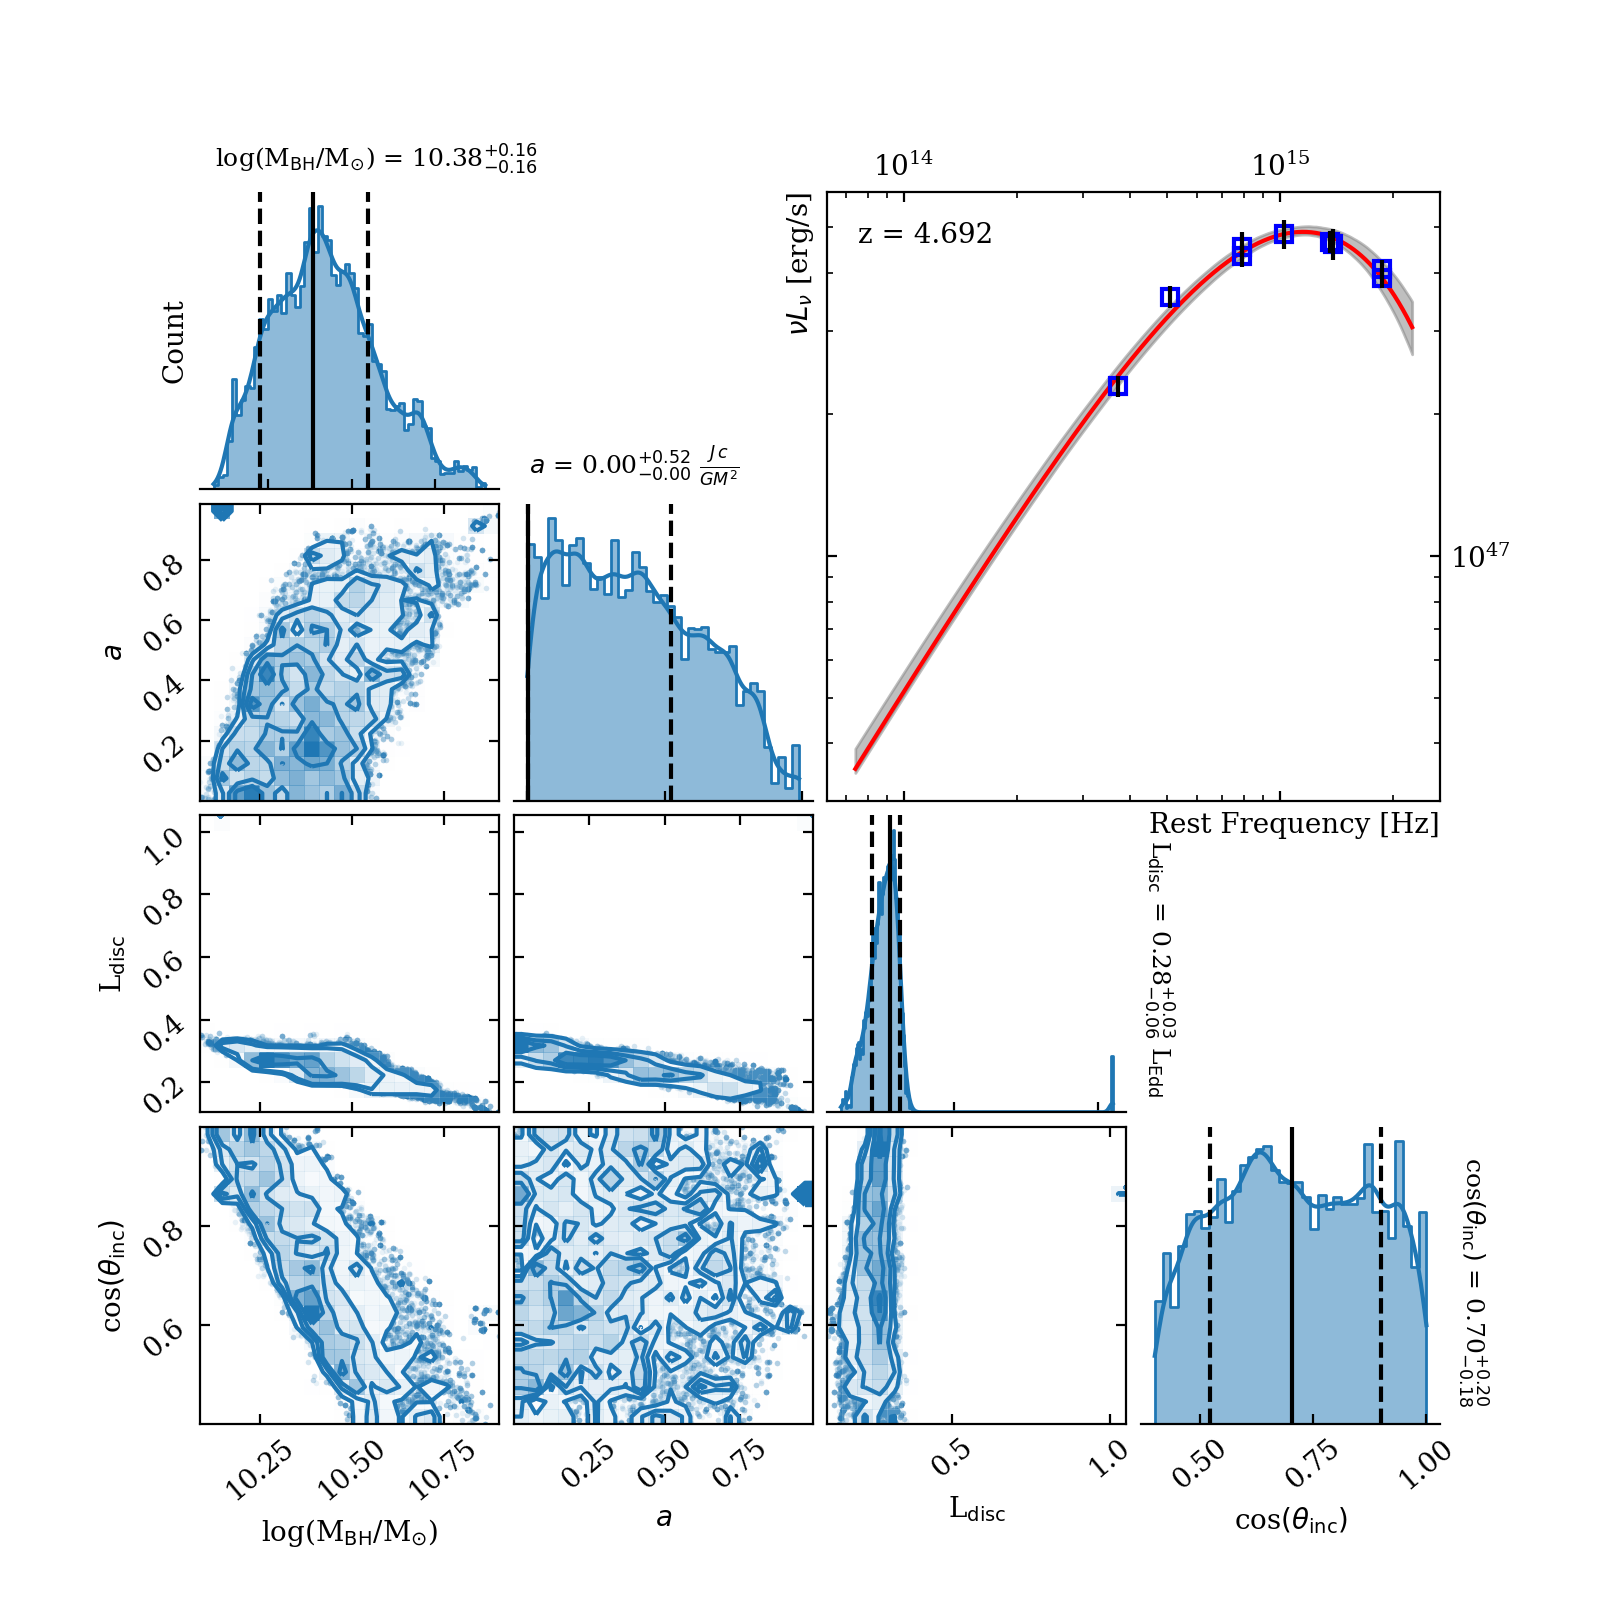 log(M_BH/M_⊙) = 10.38^{+0.16}_{−0.16}
10^14
10^15
νL_ν [erg/s]
z = 4.692
10^47
Rest Frequency [Hz]
Count
a = 0.00^{+0.52}_{−0.00} Jc/GM^2
a
0.8
0.6
0.4
0.2
L_disc
1.0
0.8
0.6
0.4
0.2
L_disc = 0.28^{+0.03}_{−0.06} L_Edd
cos(θ_inc)
0.8
0.6
cos(θ_inc) = 0.70^{+0.20}_{−0.18}
10.25
10.50
10.75
0.25
0.50
0.75
0.5
1.0
0.50
0.75
1.00
log(M_BH/M_⊙)
a
L_disc
cos(θ_inc)